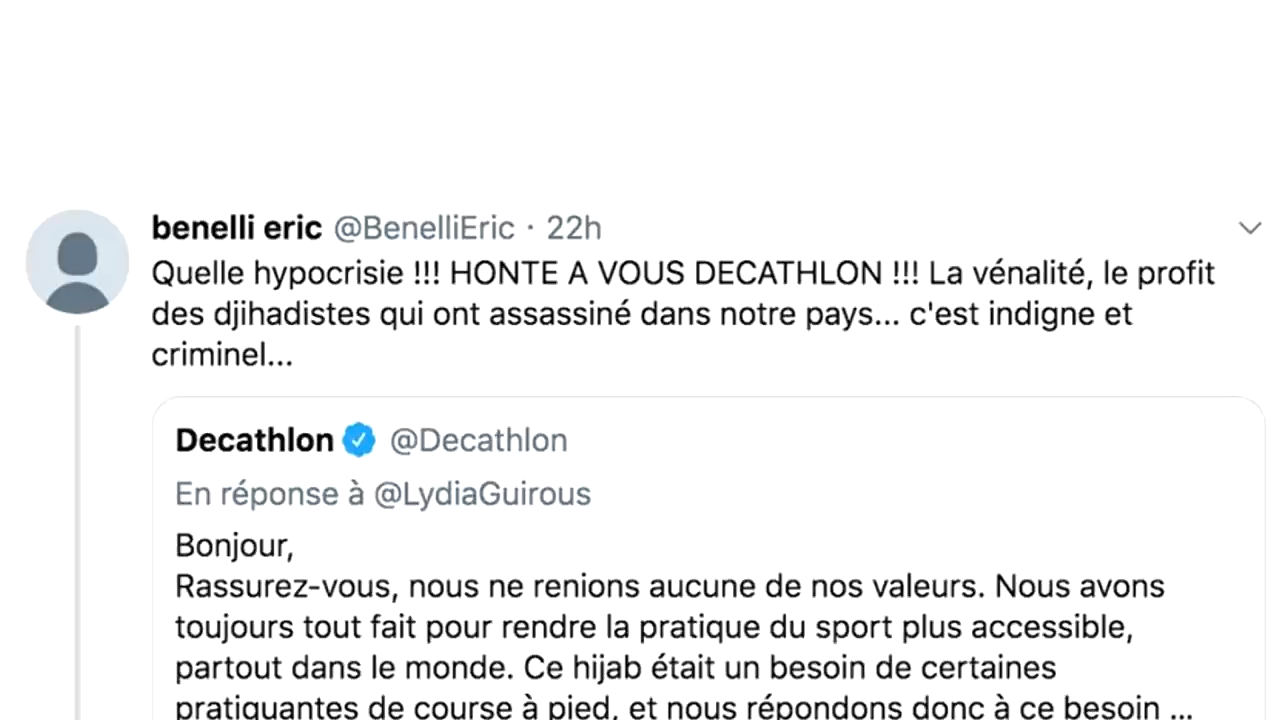 benelli eric @BenelliEric · 22h
Quelle hypocrisie !!! HONTE A VOUS DECATHLON !!! La vénalité, le profit
des djihadistes qui ont assassiné dans notre pays... c'est indigne et
criminel...
Decathlon @Decathlon
En réponse à @LydiaGuirous
Bonjour,
Rassurez-vous, nous ne renions aucune de nos valeurs. Nous avons
toujours tout fait pour rendre la pratique du sport plus accessible,
partout dans le monde. Ce hijab était un besoin de certaines
pratiquantes de course à pied, et nous répondons donc à ce besoin ...